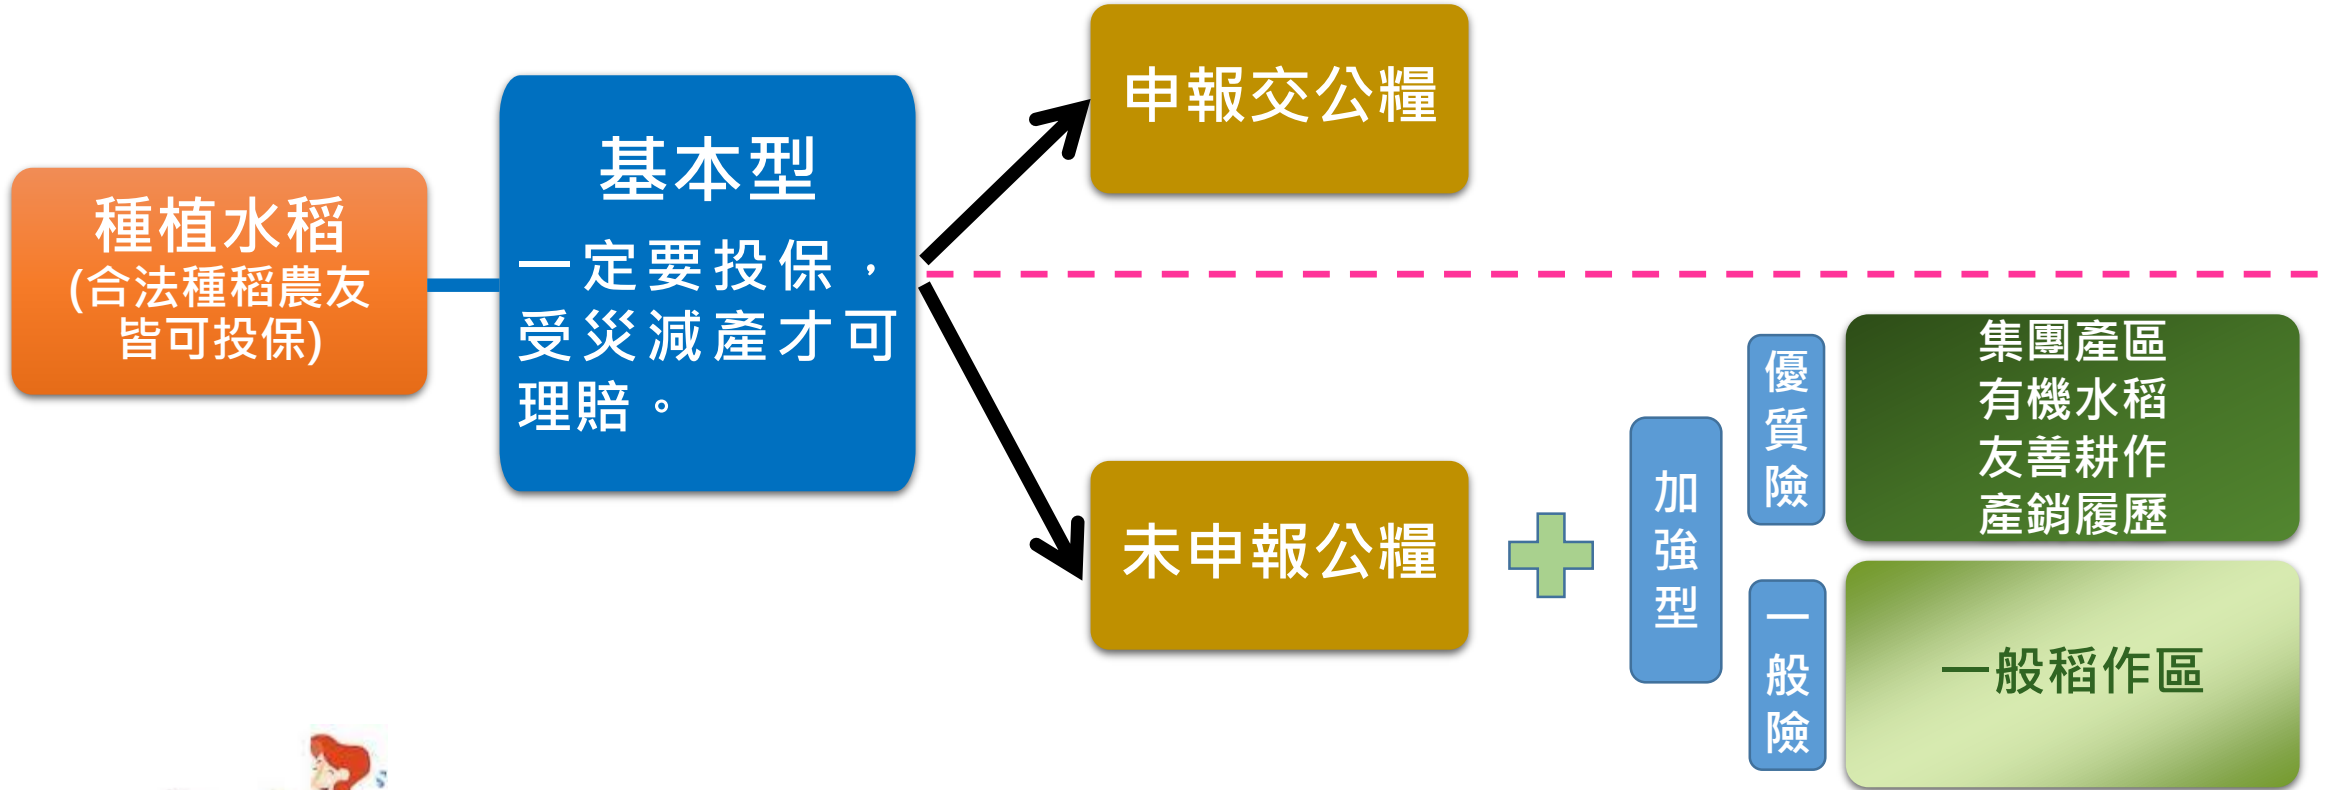 種植水稻
(合法種稻農友
皆可投保)
基本型
一定要投保，
受災減產才可
理賠。
申報交公糧
未申報公糧
加強型
優質險
集團產區
有機水稻
友善耕作
產銷履歷
一般險
一般稻作區